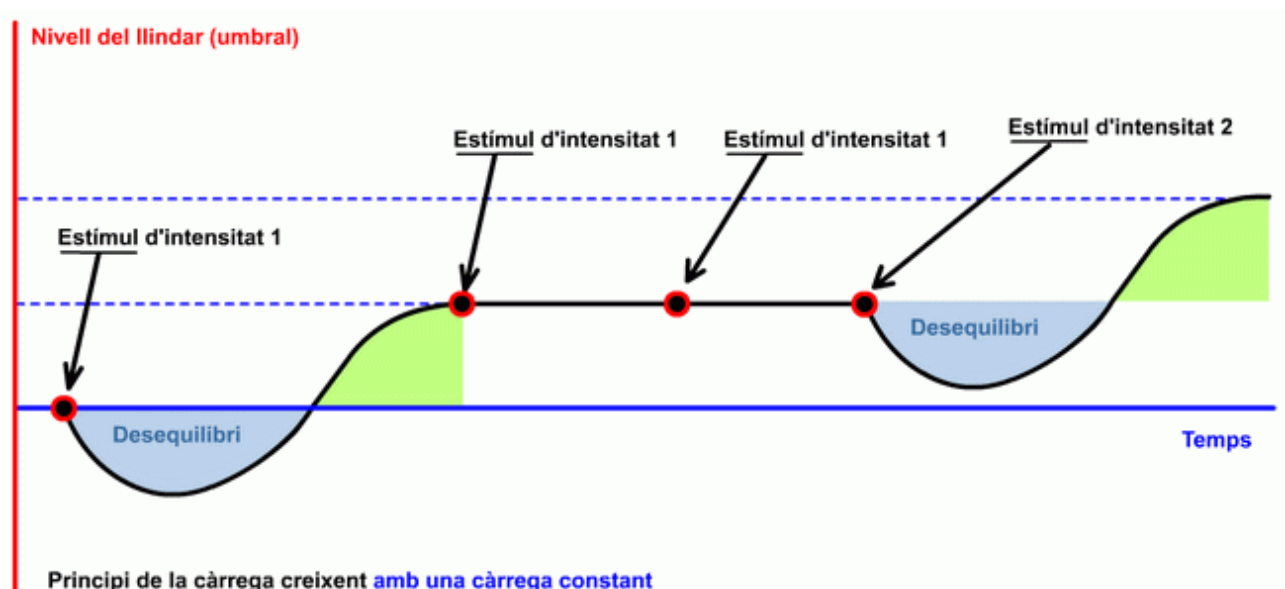 Nivell del llindar (umbral)
Estímul d'intensitat 2
Estímul d'intensitat 1
Estímul d'intensitat 1
Estímul d'intensitat 1
Desequilibri
Desequilibri
Temps
Principi de la càrrega creixent amb una càrrega constant